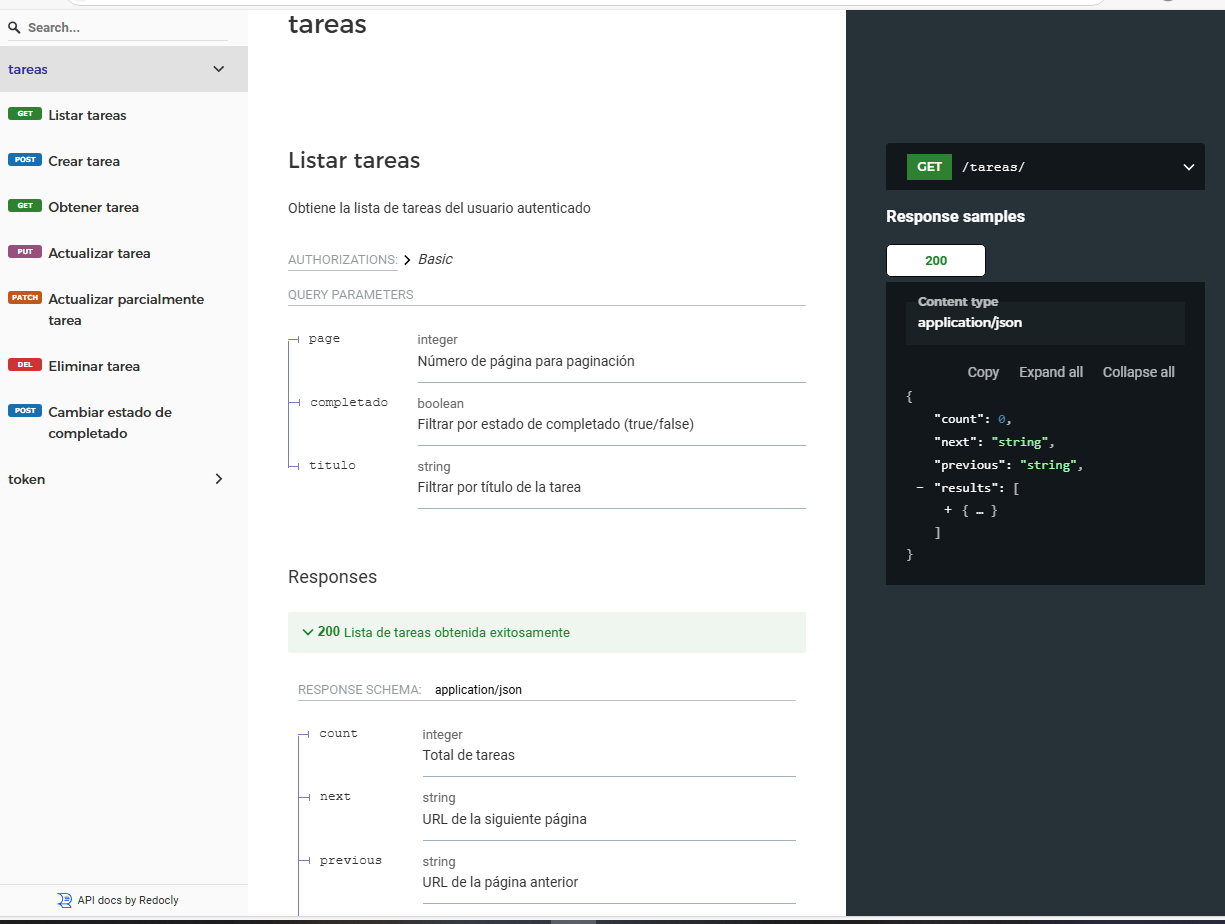 Search...
tareas
GET Listar tareas
POST Crear tarea
GET Obtener tarea
PUT Actualizar tarea
PATCH Actualizar parcialmente
tarea
DEL Eliminar tarea
POST Cambiar estado de
completado
token
API docs by Redocly
tareas
Listar tareas
Obtiene la lista de tareas del usuario autenticado
AUTHORIZATIONS: Basic
QUERY PARAMETERS
page integer
Número de página para paginación
completado boolean
Filtrar por estado de completado (true/false)
titulo string
Filtrar por título de la tarea
Responses
200 Lista de tareas obtenida exitosamente
RESPONSE SCHEMA: application/json
count integer
Total de tareas
next string
URL de la siguiente página
previous string
URL de la página anterior
GET /tareas/
Response samples
200
Content type
application/json
Copy Expand all Collapse all
{
"count": 0,
"next": "string",
"previous": "string",
- "results": [
+ { … }
]
}